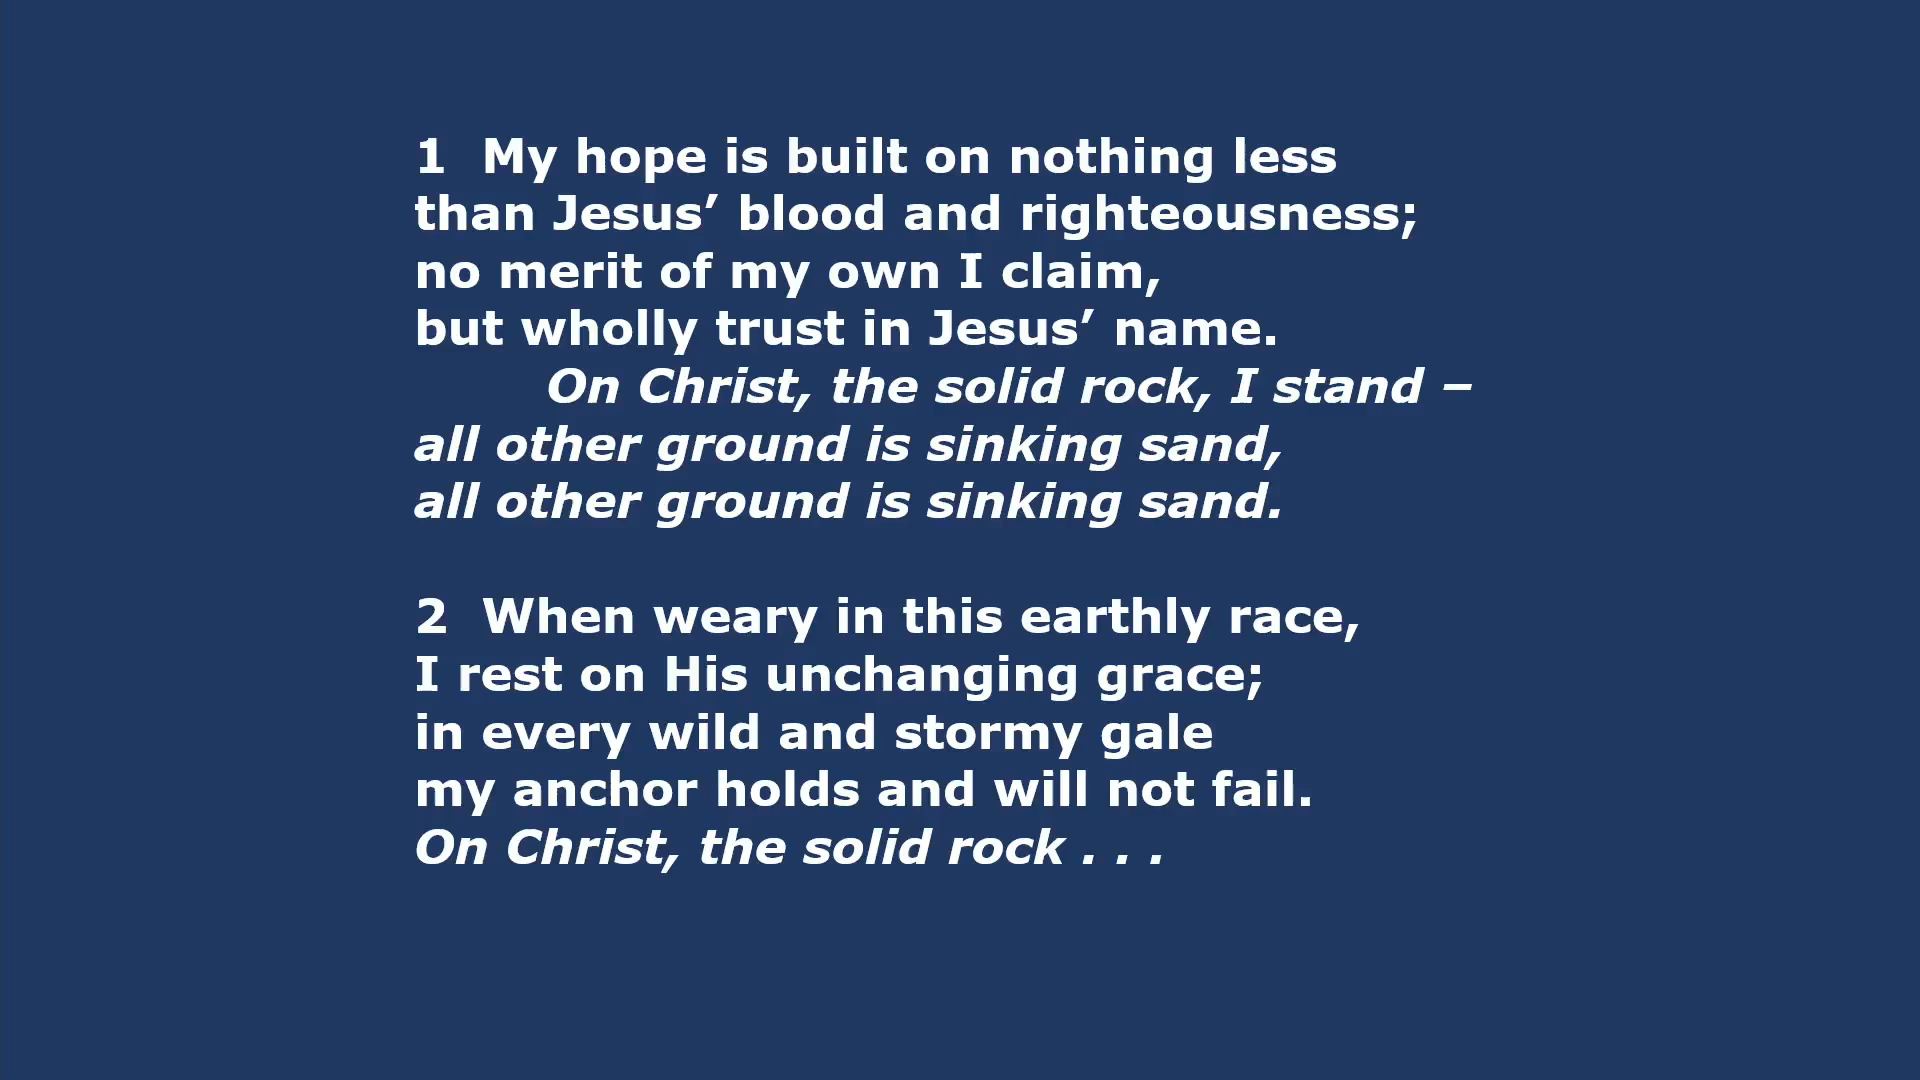 1  My hope is built on nothing less
than Jesus’ blood and righteousness;
no merit of my own I claim,
but wholly trust in Jesus’ name.
On Christ, the solid rock, I stand –
all other ground is sinking sand,
all other ground is sinking sand.
2  When weary in this earthly race,
I rest on His unchanging grace;
in every wild and stormy gale
my anchor holds and will not fail.
On Christ, the solid rock . . .